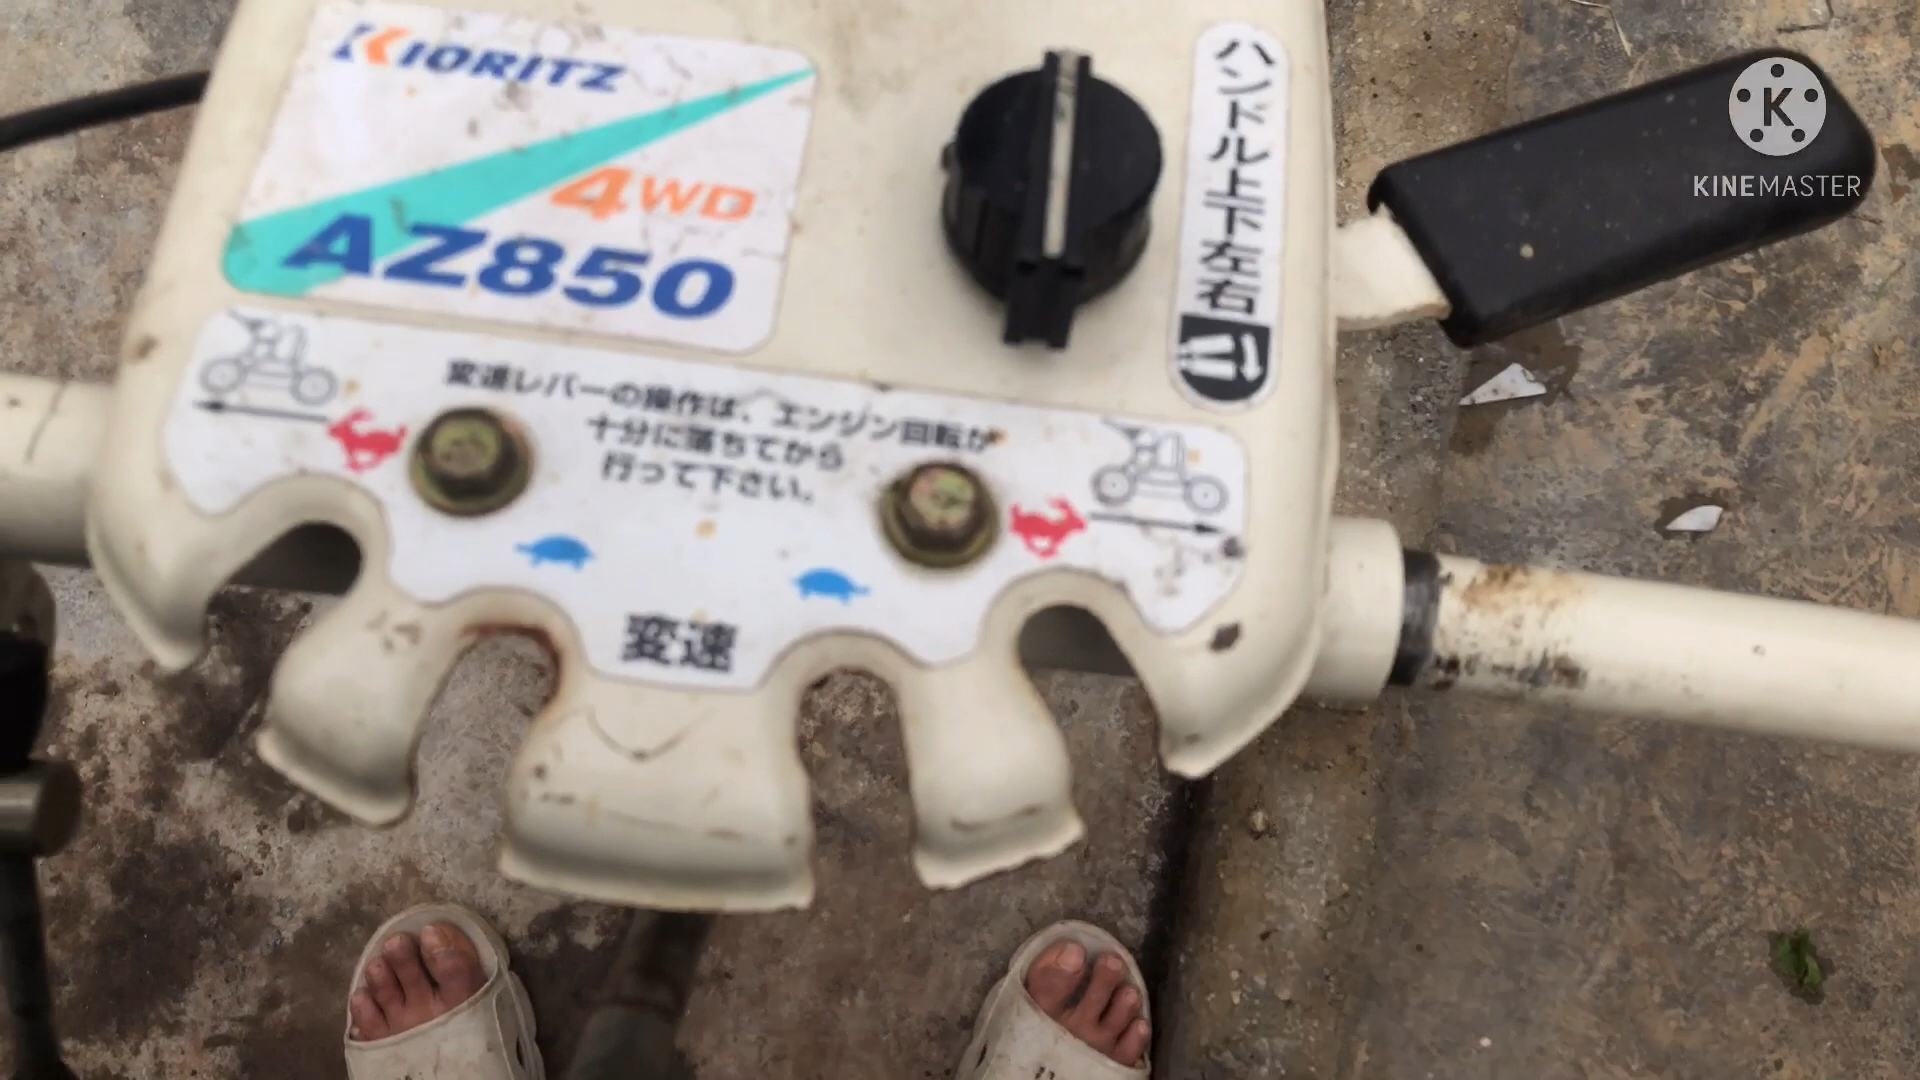 KIORITZ
4WD
AZ850
ハンドル上下左右
変速レバーの操作は、エンジン回転が
十分に落ちてから
行って下さい。
変速
K
KINEMASTER